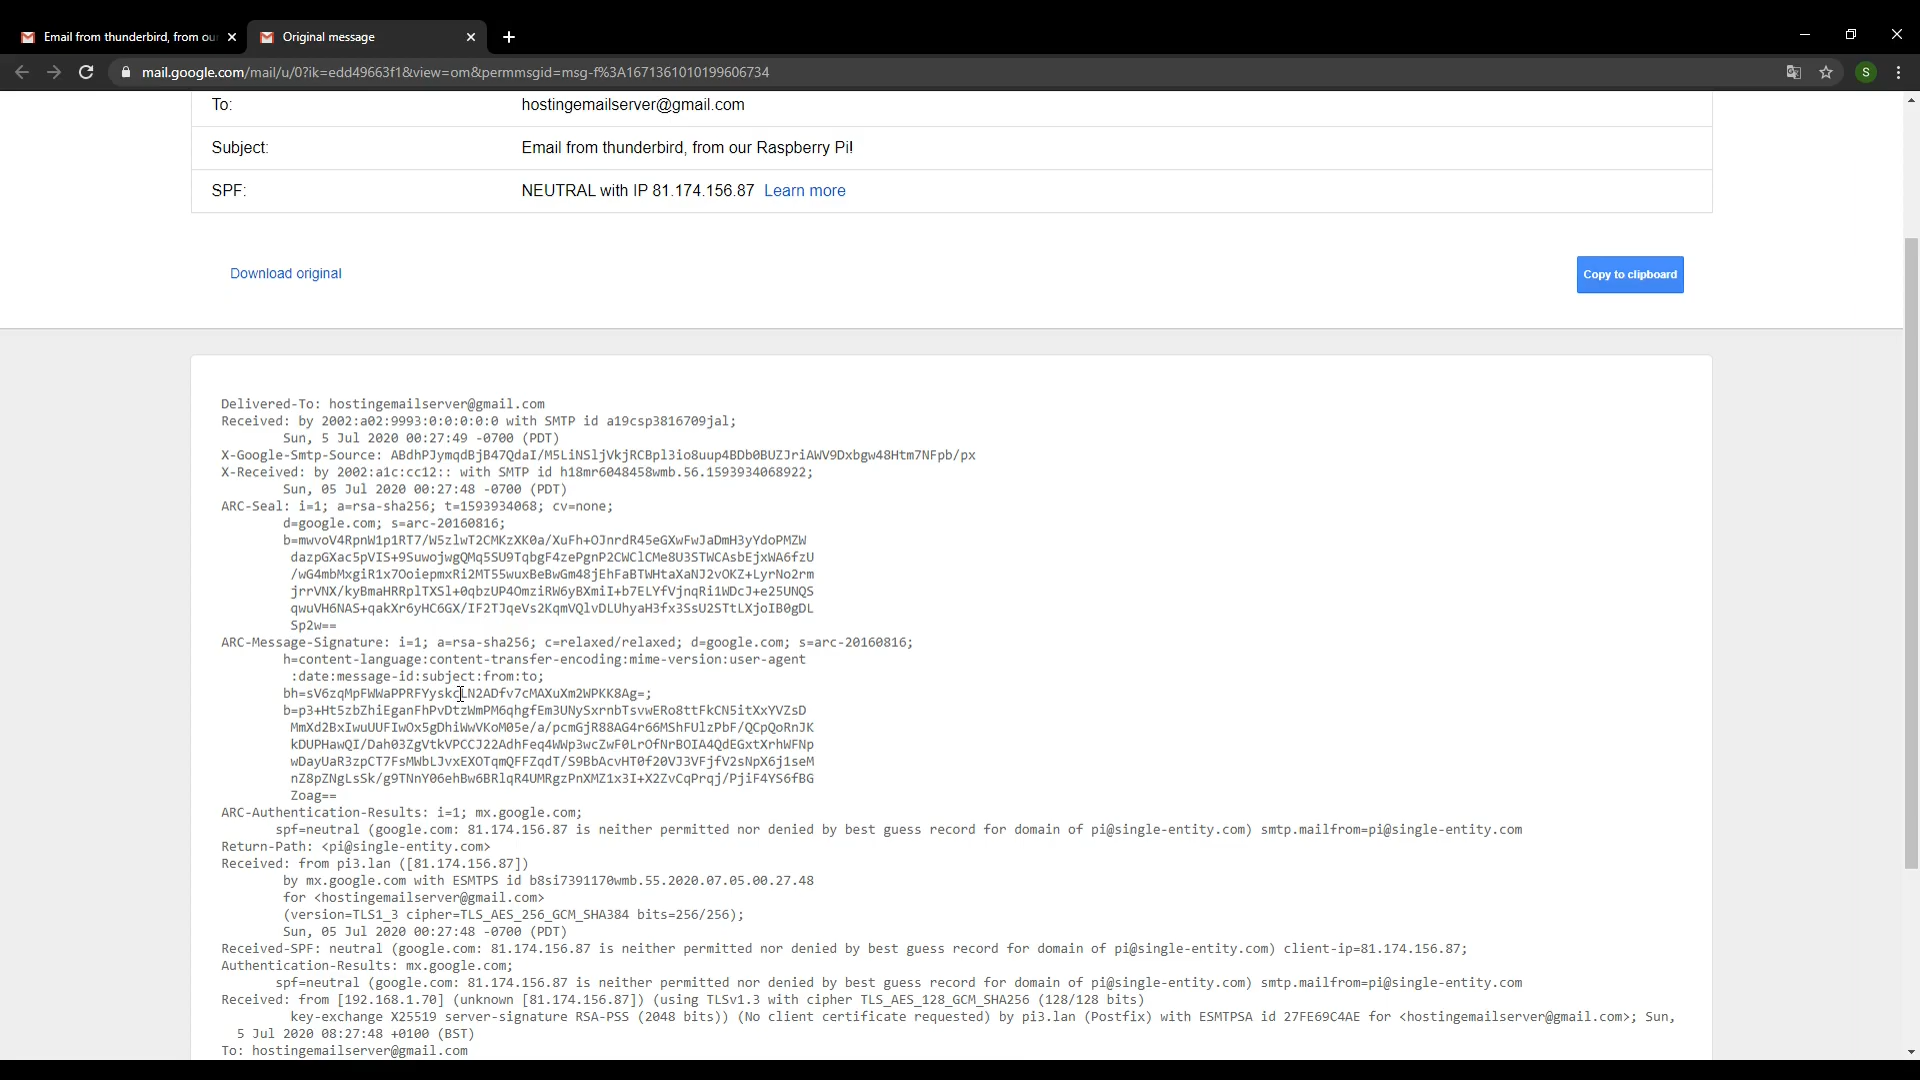 Email from thunderbird, from ou
Original message
mail.google.com/mail/u/0?ik=edd49663f1&view=om&permmsgid=msg-f%3A1671361010199606734
S
To: hostingemailserver@gmail.com
Subject: Email from thunderbird, from our Raspberry Pi!
SPF: NEUTRAL with IP 81.174.156.87 Learn more
Download original
Copy to clipboard
Delivered-To: hostingemailserver@gmail.com
Received: by 2002:a02:9993:0:0:0:0:0 with SMTP id a19csp3816709jal;
Sun, 5 Jul 2020 00:27:49 -0700 (PDT)
X-Google-Smtp-Source: ABdhPJymqdBjB47QdaI/M5LiNSljVkjRCBpl3io8uup4BDb0BUZJriAWV9Dxbgw48Htm7NFpb/px
X-Received: by 2002:a1c:cc12:: with SMTP id h18mr6048458wmb.56.1593934068922;
Sun, 05 Jul 2020 00:27:48 -0700 (PDT)
ARC-Seal: i=1; a=rsa-sha256; t=1593934068; cv=none;
d=google.com; s=arc-20160816;
b=mwvoV4RpnW1p1RT7/W5zlwT2CMKzXK0a/XuFh+OJnrdR45eGXwFwJaDmH3yYdoPMZW
dazpGXac5pVIS+9SuwojwgQMq5SU9TqbgF4zePgnP2CWClCMe8U3STWCAsbEjxWA6fzU
/wG4mbMxgiR1x7OoiepmxRi2MT55wuxBeBwGm48jEhFaBTWHtaXaNJ2vOKZ+LyrNo2rm
jrrVNX/kyBmaHRRplTXSl+0qbzUP4OmziRW6yBXmiI+b7ELYfVjnqRi1WDcJ+e25UNQS
qwuVH6NAS+qakXr6yHC6GX/IF2TJqeVs2KqmVQlvDLUhyaH3fx3SsU2STtLXjoIB0gDL
Sp2w==
ARC-Message-Signature: i=1; a=rsa-sha256; c=relaxed/relaxed; d=google.com; s=arc-20160816;
h=content-language:content-transfer-encoding:mime-version:user-agent
:date:message-id:subject:from:to;
bh=sV6zqMpFWWaPPRFYyskcLN2ADfv7cMAXuXm2WPKK8Ag=;
b=p3+Ht5zbZhiEganFhPvDtzWmPM6qhgfEm3UNySxrnbTsvwERo8ttFkCN5itXxYVZsD
MmXd2BxIwuUUFIwOx5gDhiWwVKoM05e/a/pcmGjR88AG4r66MShFUlzPbF/QCpQoRnJK
kDUPHawQI/Dah03ZgVtkVPCCJ22AdhFeq4WWp3wcZwF0LrOfNrBOIA4QdEGxtXrhWFNp
wDayUaR3zpCT7FsMWbLJvxEXOTqmQFFZqdT/S9BbAcvHT0f20VJ3VFjfV2sNpX6j1seM
nZ8pZNgLsSk/g9TNnY06ehBw6BRlqR4UMRgzPnXMZ1x3I+X2ZvCqPrqj/PjiF4YS6fBG
Zoag==
ARC-Authentication-Results: i=1; mx.google.com;
spf=neutral (google.com: 81.174.156.87 is neither permitted nor denied by best guess record for domain of pi@single-entity.com) smtp.mailfrom=pi@single-entity.com
Return-Path: <pi@single-entity.com>
Received: from pi3.lan ([81.174.156.87])
by mx.google.com with ESMTPS id b8si7391170wmb.55.2020.07.05.00.27.48
for <hostingemailserver@gmail.com>
(version=TLS1_3 cipher=TLS_AES_256_GCM_SHA384 bits=256/256);
Sun, 05 Jul 2020 00:27:48 -0700 (PDT)
Received-SPF: neutral (google.com: 81.174.156.87 is neither permitted nor denied by best guess record for domain of pi@single-entity.com) client-ip=81.174.156.87;
Authentication-Results: mx.google.com;
spf=neutral (google.com: 81.174.156.87 is neither permitted nor denied by best guess record for domain of pi@single-entity.com) smtp.mailfrom=pi@single-entity.com
Received: from [192.168.1.70] (unknown [81.174.156.87]) (using TLSv1.3 with cipher TLS_AES_128_GCM_SHA256 (128/128 bits)
key-exchange X25519 server-signature RSA-PSS (2048 bits)) (No client certificate requested) by pi3.lan (Postfix) with ESMTPSA id 27FE69C4AE for <hostingemailserver@gmail.com>; Sun,
5 Jul 2020 08:27:48 +0100 (BST)
To: hostingemailserver@gmail.com